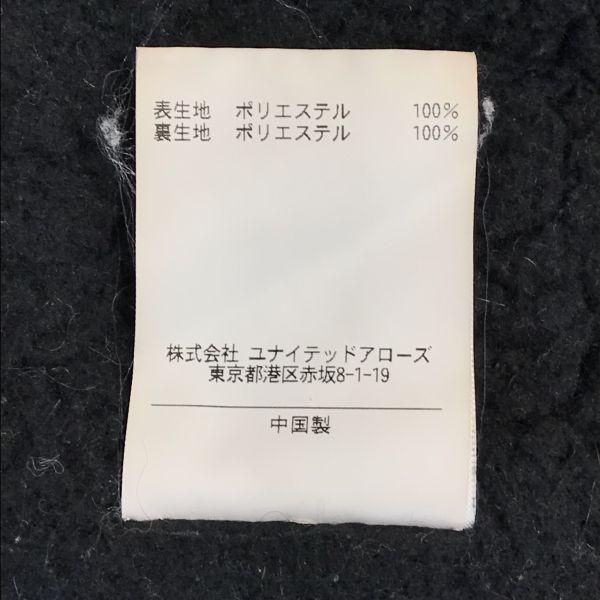 表生地 ポリエステル 100%
裏生地 ポリエステル 100%
株式会社 ユナイテッドアローズ
東京都港区赤坂8-1-19
中国製